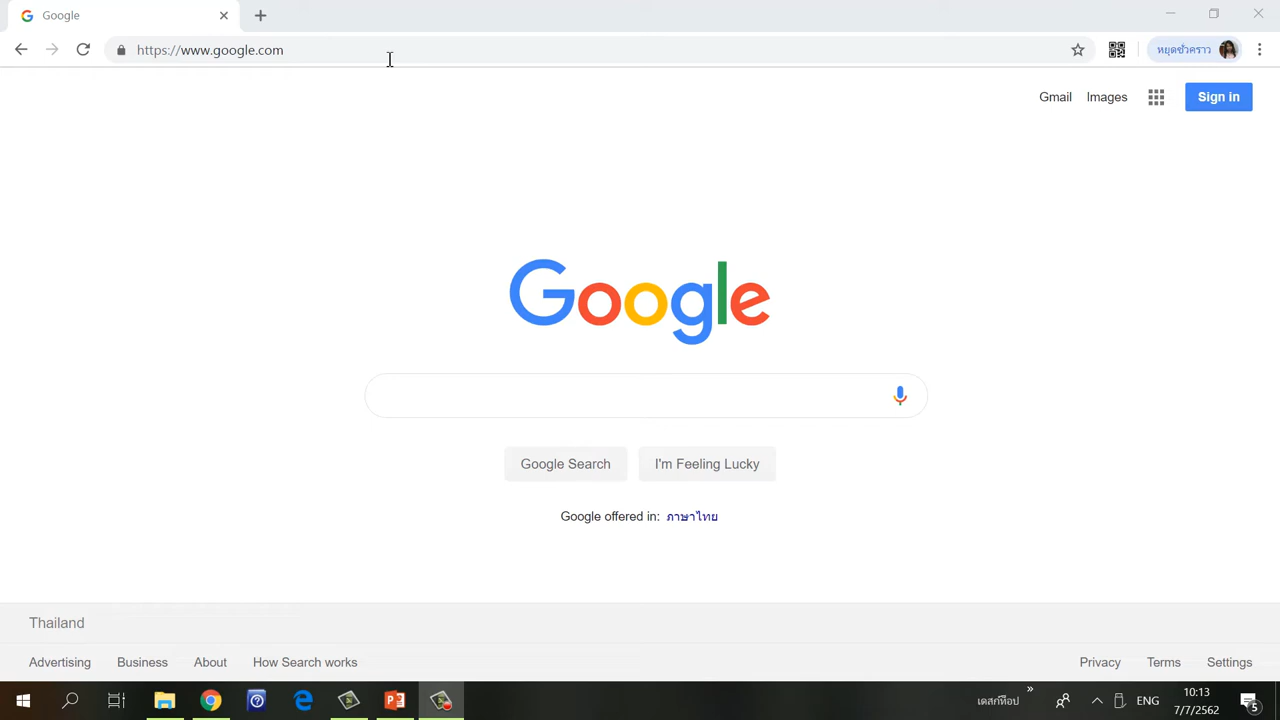 Google
https://www.google.com
หยุดชั่วคราว
Gmail Images Sign in
Google
Google Search I'm Feeling Lucky
Google offered in: ภาษาไทย
Thailand
Advertising Business About How Search works Privacy Terms Settings
เดสก์ท็อป » ENG 10:13
7/7/2562 5